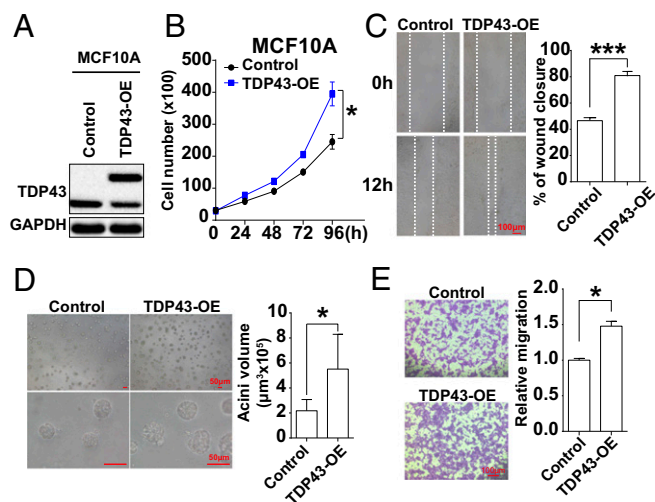 A
MCF10A
Control
TDP43-OE
TDP43
GAPDH
B
MCF10A
Control
TDP43-OE
Cell number (x100)
500
400
300
200
100
0
0 24 48 72 96(h)
*
C
Control TDP43-OE
0h
12h
100μm
% of wound closure
100
80
60
40
20
0
***
Control
TDP43-OE
D
Control TDP43-OE
50μm
50μm
Acini volume
(μm³x10⁵)
10
8
6
4
2
0
*
Control
TDP43-OE
E
Control
TDP43-OE
100μm
Relative migration
2.0
1.5
1.0
0.5
0.0
*
Control
TDP43-OE